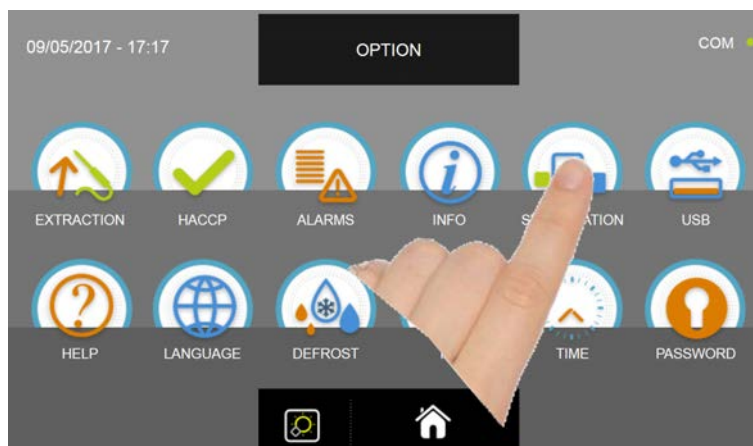 09/05/2017 - 17:17
OPTION
COM
EXTRACTION
HACCP
ALARMS
INFO
USB
HELP
LANGUAGE
DEFROST
TIME
PASSWORD